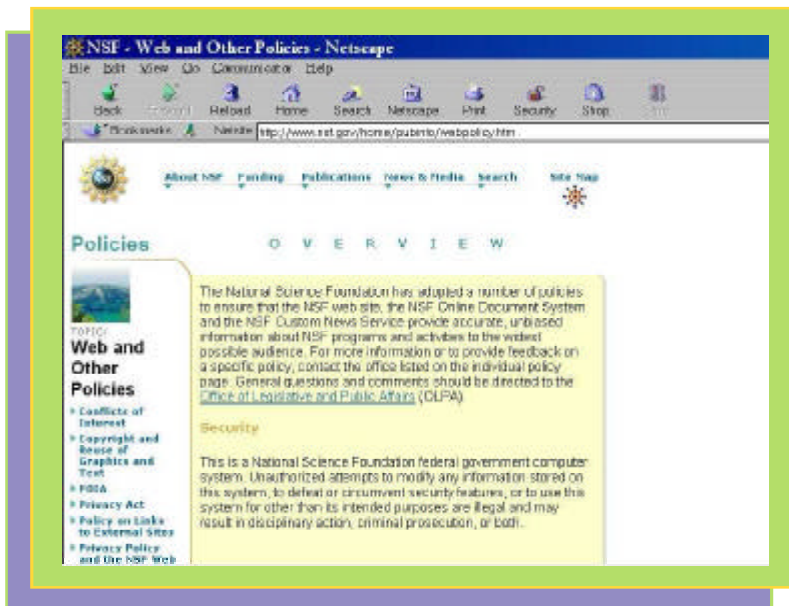 NSF - Web and Other Policies - Netscape
File Edit View Go Communicator Help
Back Forward Reload Home Search Netscape Print Security Stop
Bookmarks Netsite http://www.nsf.gov/home/pubinfo/webpolicy.htm
About NSF Funding Publications News & Media Search Site Map
Policies
OVERVIEW
TOPIC:
Web and
Other
Policies
Conflicts of
Interest
Copyright and
Reuse of
Graphics and
Text
FOIA
Privacy Act
Policy on Links
to External Sites
Privacy Policy
and the NSF Web
The National Science Foundation has adopted a number of policies
to ensure that the NSF web site, the NSF Online Document System
and the NSF Custom News Service provide accurate, unbiased
information about NSF programs and activities to the widest
possible audience. For more information or to provide feedback on
a specific policy, contact the office listed on the individual policy
page. General questions and comments should be directed to the
Office of Legislative and Public Affairs (OLPA)
Security
This is a National Science Foundation federal government computer
system. Unauthorized attempts to modify any information stored on
this system, to defeat or circumvent security features, or to use this
system for other than its intended purposes are illegal and may
result in disciplinary action, criminal prosecution, or both.